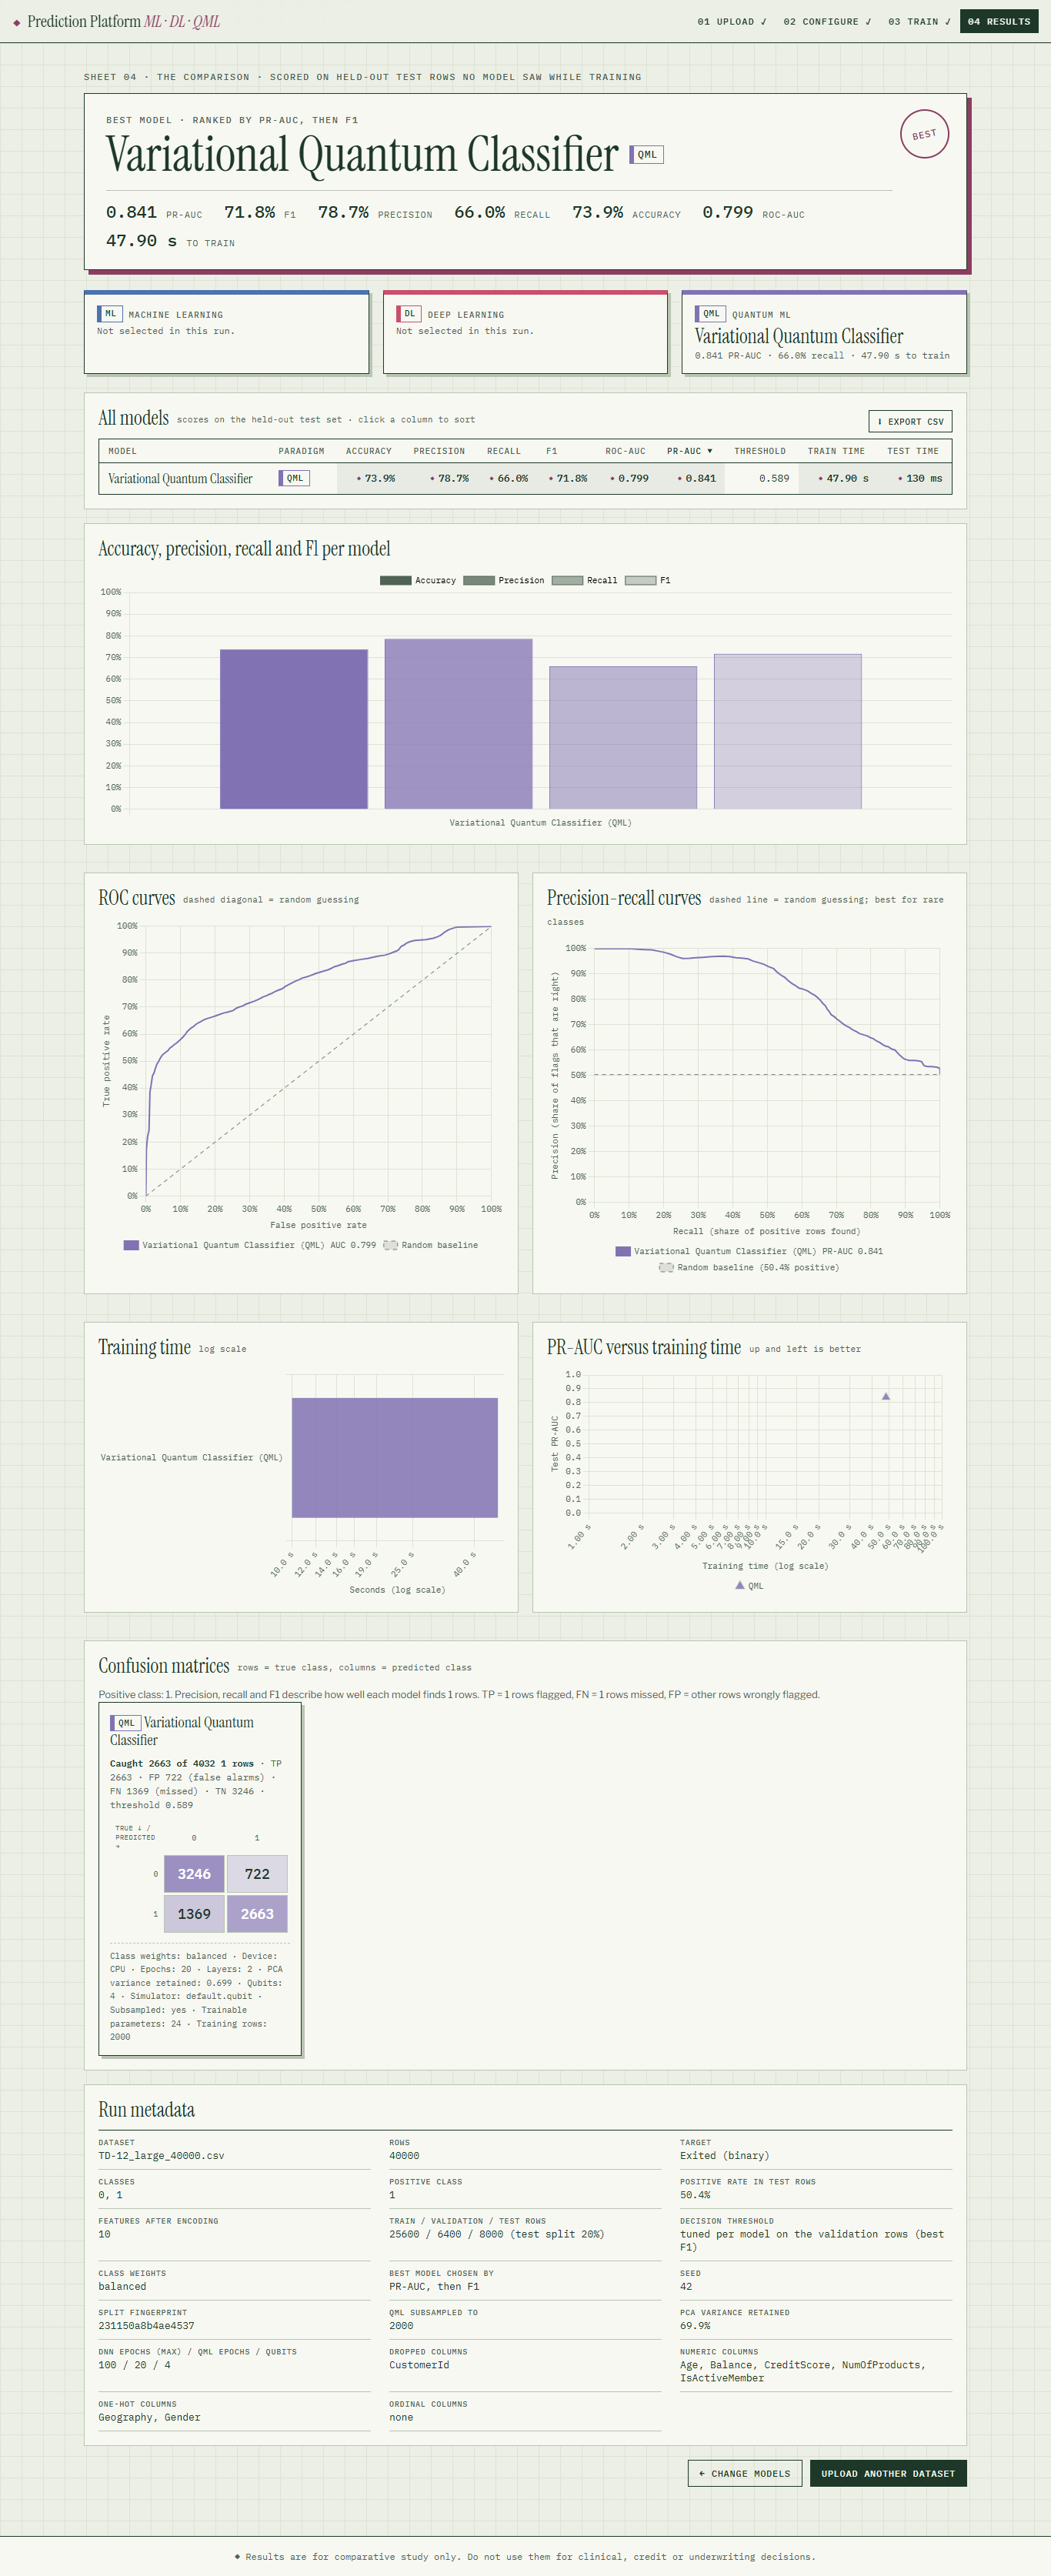 ◆ Prediction Platform ML·DL·QML
01 UPLOAD ✓ 02 CONFIGURE ✓ 03 TRAIN ✓ 04 RESULTS
SHEET 04 · THE COMPARISON · SCORED ON HELD-OUT TEST ROWS NO MODEL SAW WHILE TRAINING
BEST MODEL · RANKED BY PR-AUC, THEN F1
BEST
Variational Quantum Classifier QML
0.841 PR-AUC 71.8% F1 78.7% PRECISION 66.0% RECALL 73.9% ACCURACY 0.799 ROC-AUC
47.90 s TO TRAIN
ML MACHINE LEARNING
Not selected in this run.
DL DEEP LEARNING
Not selected in this run.
QML QUANTUM ML
Variational Quantum Classifier
0.841 PR-AUC · 66.0% recall · 47.90 s to train
All models scores on the held-out test set · click a column to sort
⬇ EXPORT CSV
MODEL PARADIGM ACCURACY PRECISION RECALL F1 ROC-AUC PR-AUC ▼ THRESHOLD TRAIN TIME TEST TIME
Variational Quantum Classifier QML ◆ 73.9% ◆ 78.7% ◆ 66.0% ◆ 71.8% ◆ 0.799 ◆ 0.841 0.589 ◆ 47.90 s ◆ 130 ms
Accuracy, precision, recall and F1 per model
Accuracy Precision Recall F1
100%
90%
80%
70%
60%
50%
40%
30%
20%
10%
0%
Variational Quantum Classifier (QML)
ROC curves dashed diagonal = random guessing
True positive rate
100%
90%
80%
70%
60%
50%
40%
30%
20%
10%
0%
0% 10% 20% 30% 40% 50% 60% 70% 80% 90% 100%
False positive rate
Variational Quantum Classifier (QML) AUC 0.799 Random baseline
Precision-recall curves dashed line = random guessing; best for rare
classes
Precision (share of flags that are right)
100%
90%
80%
70%
60%
50%
40%
30%
20%
10%
0%
0% 10% 20% 30% 40% 50% 60% 70% 80% 90% 100%
Recall (share of positive rows found)
Variational Quantum Classifier (QML) PR-AUC 0.841
Random baseline (50.4% positive)
Training time log scale
Variational Quantum Classifier (QML)
10.0 s 12.0 s 14.0 s 16.0 s 19.0 s 25.0 s 40.0 s
Seconds (log scale)
PR-AUC versus training time up and left is better
Test PR-AUC
1.0
0.9
0.8
0.7
0.6
0.5
0.4
0.3
0.2
0.1
0.0
1.00 s 2.00 s 3.00 s 4.00 s 5.00 s 6.00 s 7.00 s 8.00 s 9.00 s 10.0 s 15.0 s 20.0 s 30.0 s 40.0 s 50.0 s 60.0 s 70.0 s 80.0 s 90.0 s 100.0 s
Training time (log scale)
QML
Confusion matrices rows = true class, columns = predicted class
Positive class: 1. Precision, recall and F1 describe how well each model finds 1 rows. TP = 1 rows flagged, FN = 1 rows missed, FP = other rows wrongly flagged.
QML Variational Quantum
Classifier
Caught 2663 of 4032 1 rows · TP
2663 · FP 722 (false alarms) ·
FN 1369 (missed) · TN 3246 ·
threshold 0.589
TRUE ↓ /
PREDICTED
→
0 1
0 3246 722
1 1369 2663
Class weights: balanced · Device:
CPU · Epochs: 20 · Layers: 2 · PCA
variance retained: 0.699 · Qubits:
4 · Simulator: default.qubit ·
Subsampled: yes · Trainable
parameters: 24 · Training rows:
2000
Run metadata
DATASET
TD-12_large_40000.csv
ROWS
40000
TARGET
Exited (binary)
CLASSES
0, 1
POSITIVE CLASS
1
POSITIVE RATE IN TEST ROWS
50.4%
FEATURES AFTER ENCODING
10
TRAIN / VALIDATION / TEST ROWS
25600 / 6400 / 8000 (test split 20%)
DECISION THRESHOLD
tuned per model on the validation rows (best
F1)
CLASS WEIGHTS
balanced
BEST MODEL CHOSEN BY
PR-AUC, then F1
SEED
42
SPLIT FINGERPRINT
231150a8b4ae4537
QML SUBSAMPLED TO
2000
PCA VARIANCE RETAINED
69.9%
DNN EPOCHS (MAX) / QML EPOCHS / QUBITS
100 / 20 / 4
DROPPED COLUMNS
CustomerId
NUMERIC COLUMNS
Age, Balance, CreditScore, NumOfProducts,
IsActiveMember
ONE-HOT COLUMNS
Geography, Gender
ORDINAL COLUMNS
none
← CHANGE MODELS
UPLOAD ANOTHER DATASET
◆ Results are for comparative study only. Do not use them for clinical, credit or underwriting decisions.